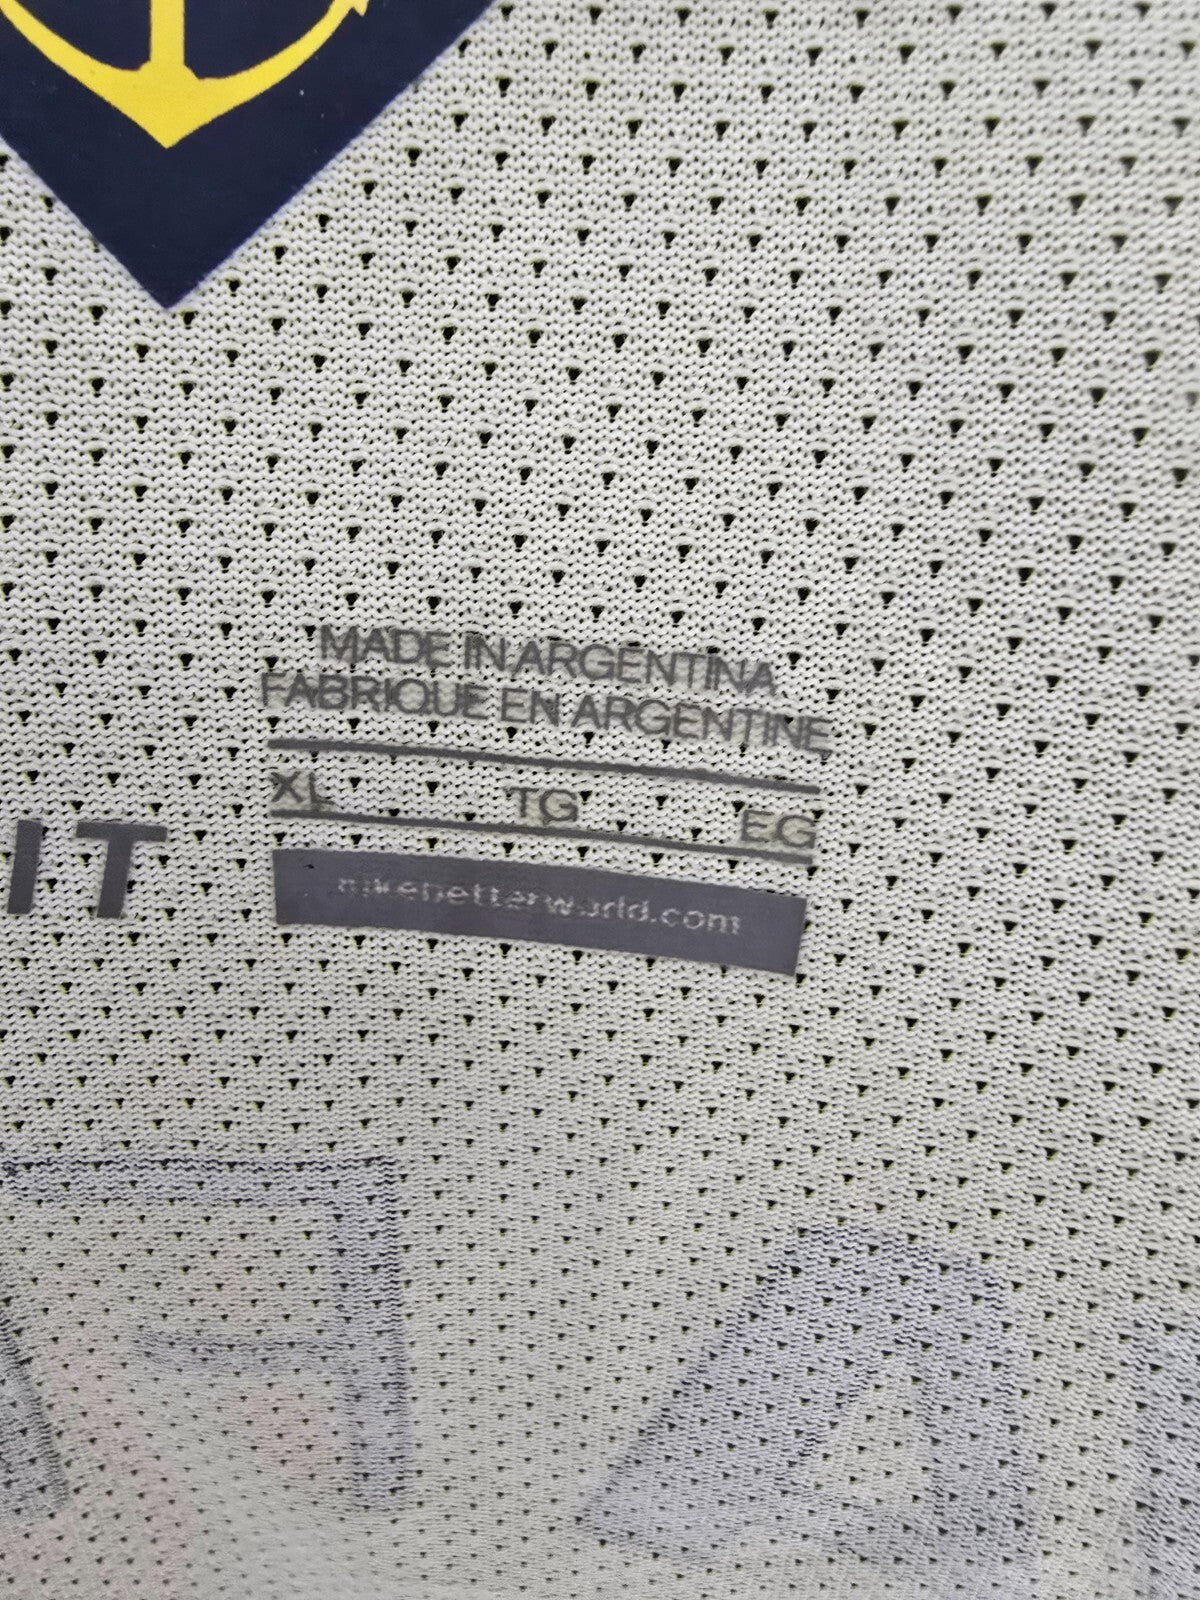 MADE IN ARGENTINA
FABRIQUE EN ARGENTINE
XL TG EG
nikebetterworld.com
IT